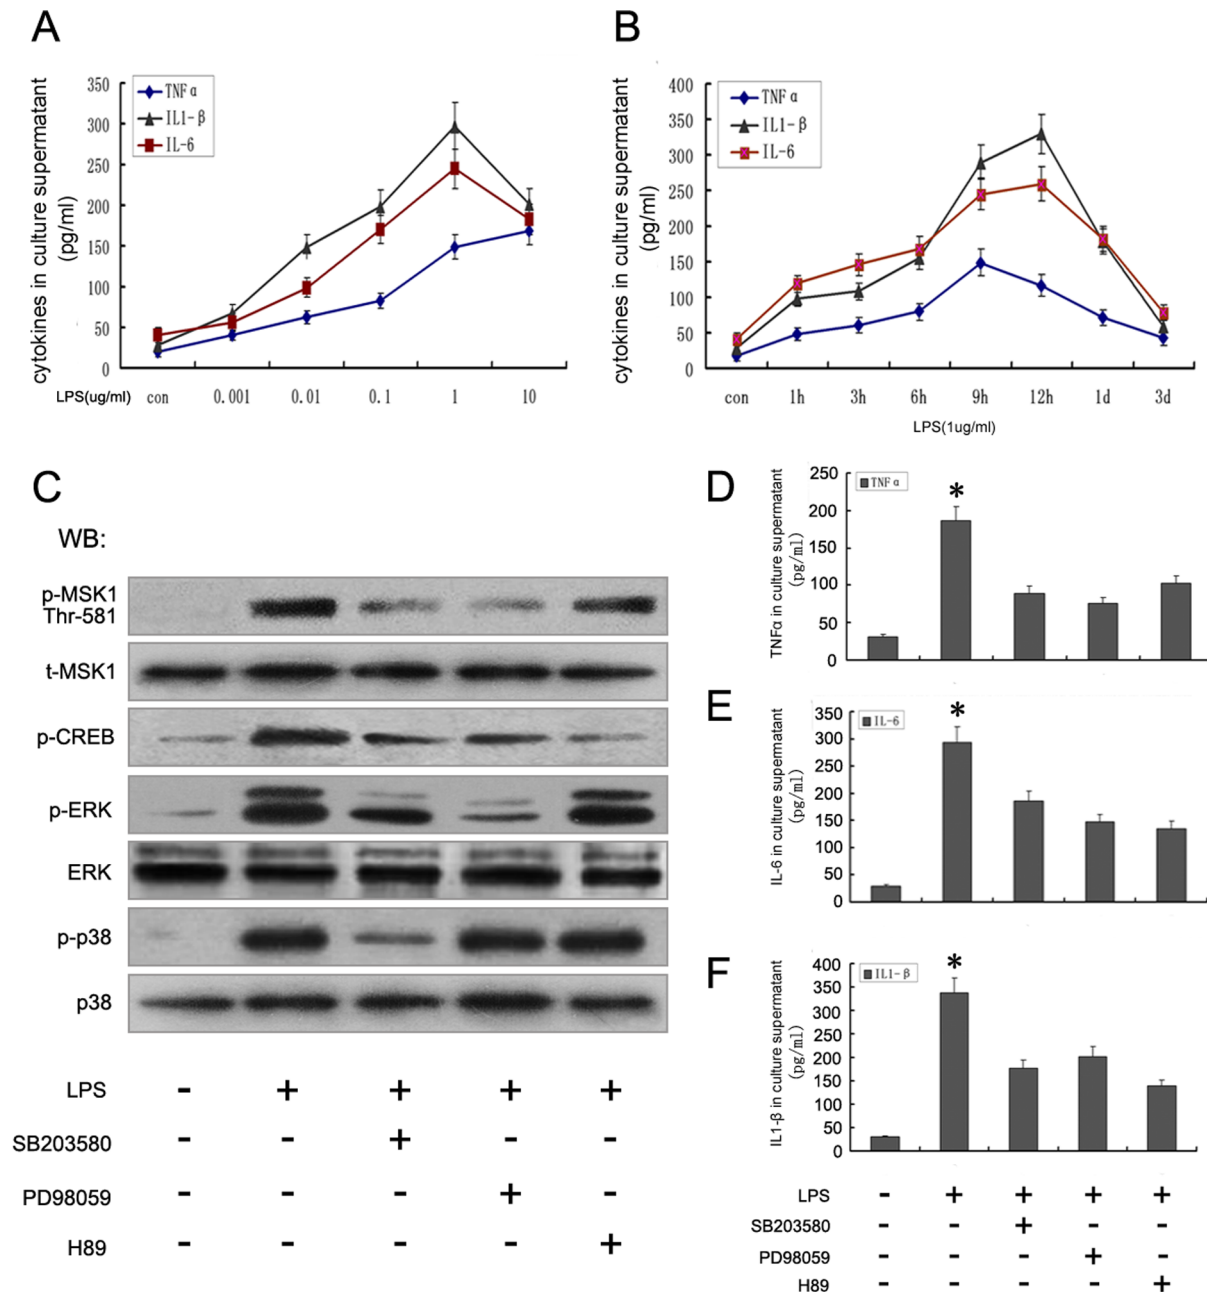 A
cytokines in culture supermatant
(pg/ml)
350
300
250
200
150
100
50
0
TNFα
IL1-β
IL-6
LPS(ug/ml) con 0.001 0.01 0.1 1 10
B
cytokines in culture supermatant
(pg/ml)
400
350
300
250
200
150
100
50
0
TNFα
IL1-β
IL-6
con 1h 3h 6h 9h 12h 1d 3d
LPS(1ug/ml)
C
WB:
p-MSK1
Thr-581
t-MSK1
p-CREB
p-ERK
ERK
p-p38
p38
LPS - + + + +
SB203580 - - + - -
PD98059 - - - + -
H89 - - - - +
D
TNFα in culture supermatant
(pg/ml)
250
200
150
100
50
0
TNFα
*
E
IL-6 in culture supermatant
(pg/ml)
350
300
250
200
150
100
50
0
IL-6
*
F
IL1-β in culture supermatant
(pg/ml)
400
350
300
250
200
150
100
50
0
IL1-β
*
LPS - + + + +
SB203580 - - + - -
PD98059 - - - + -
H89 - - - - +